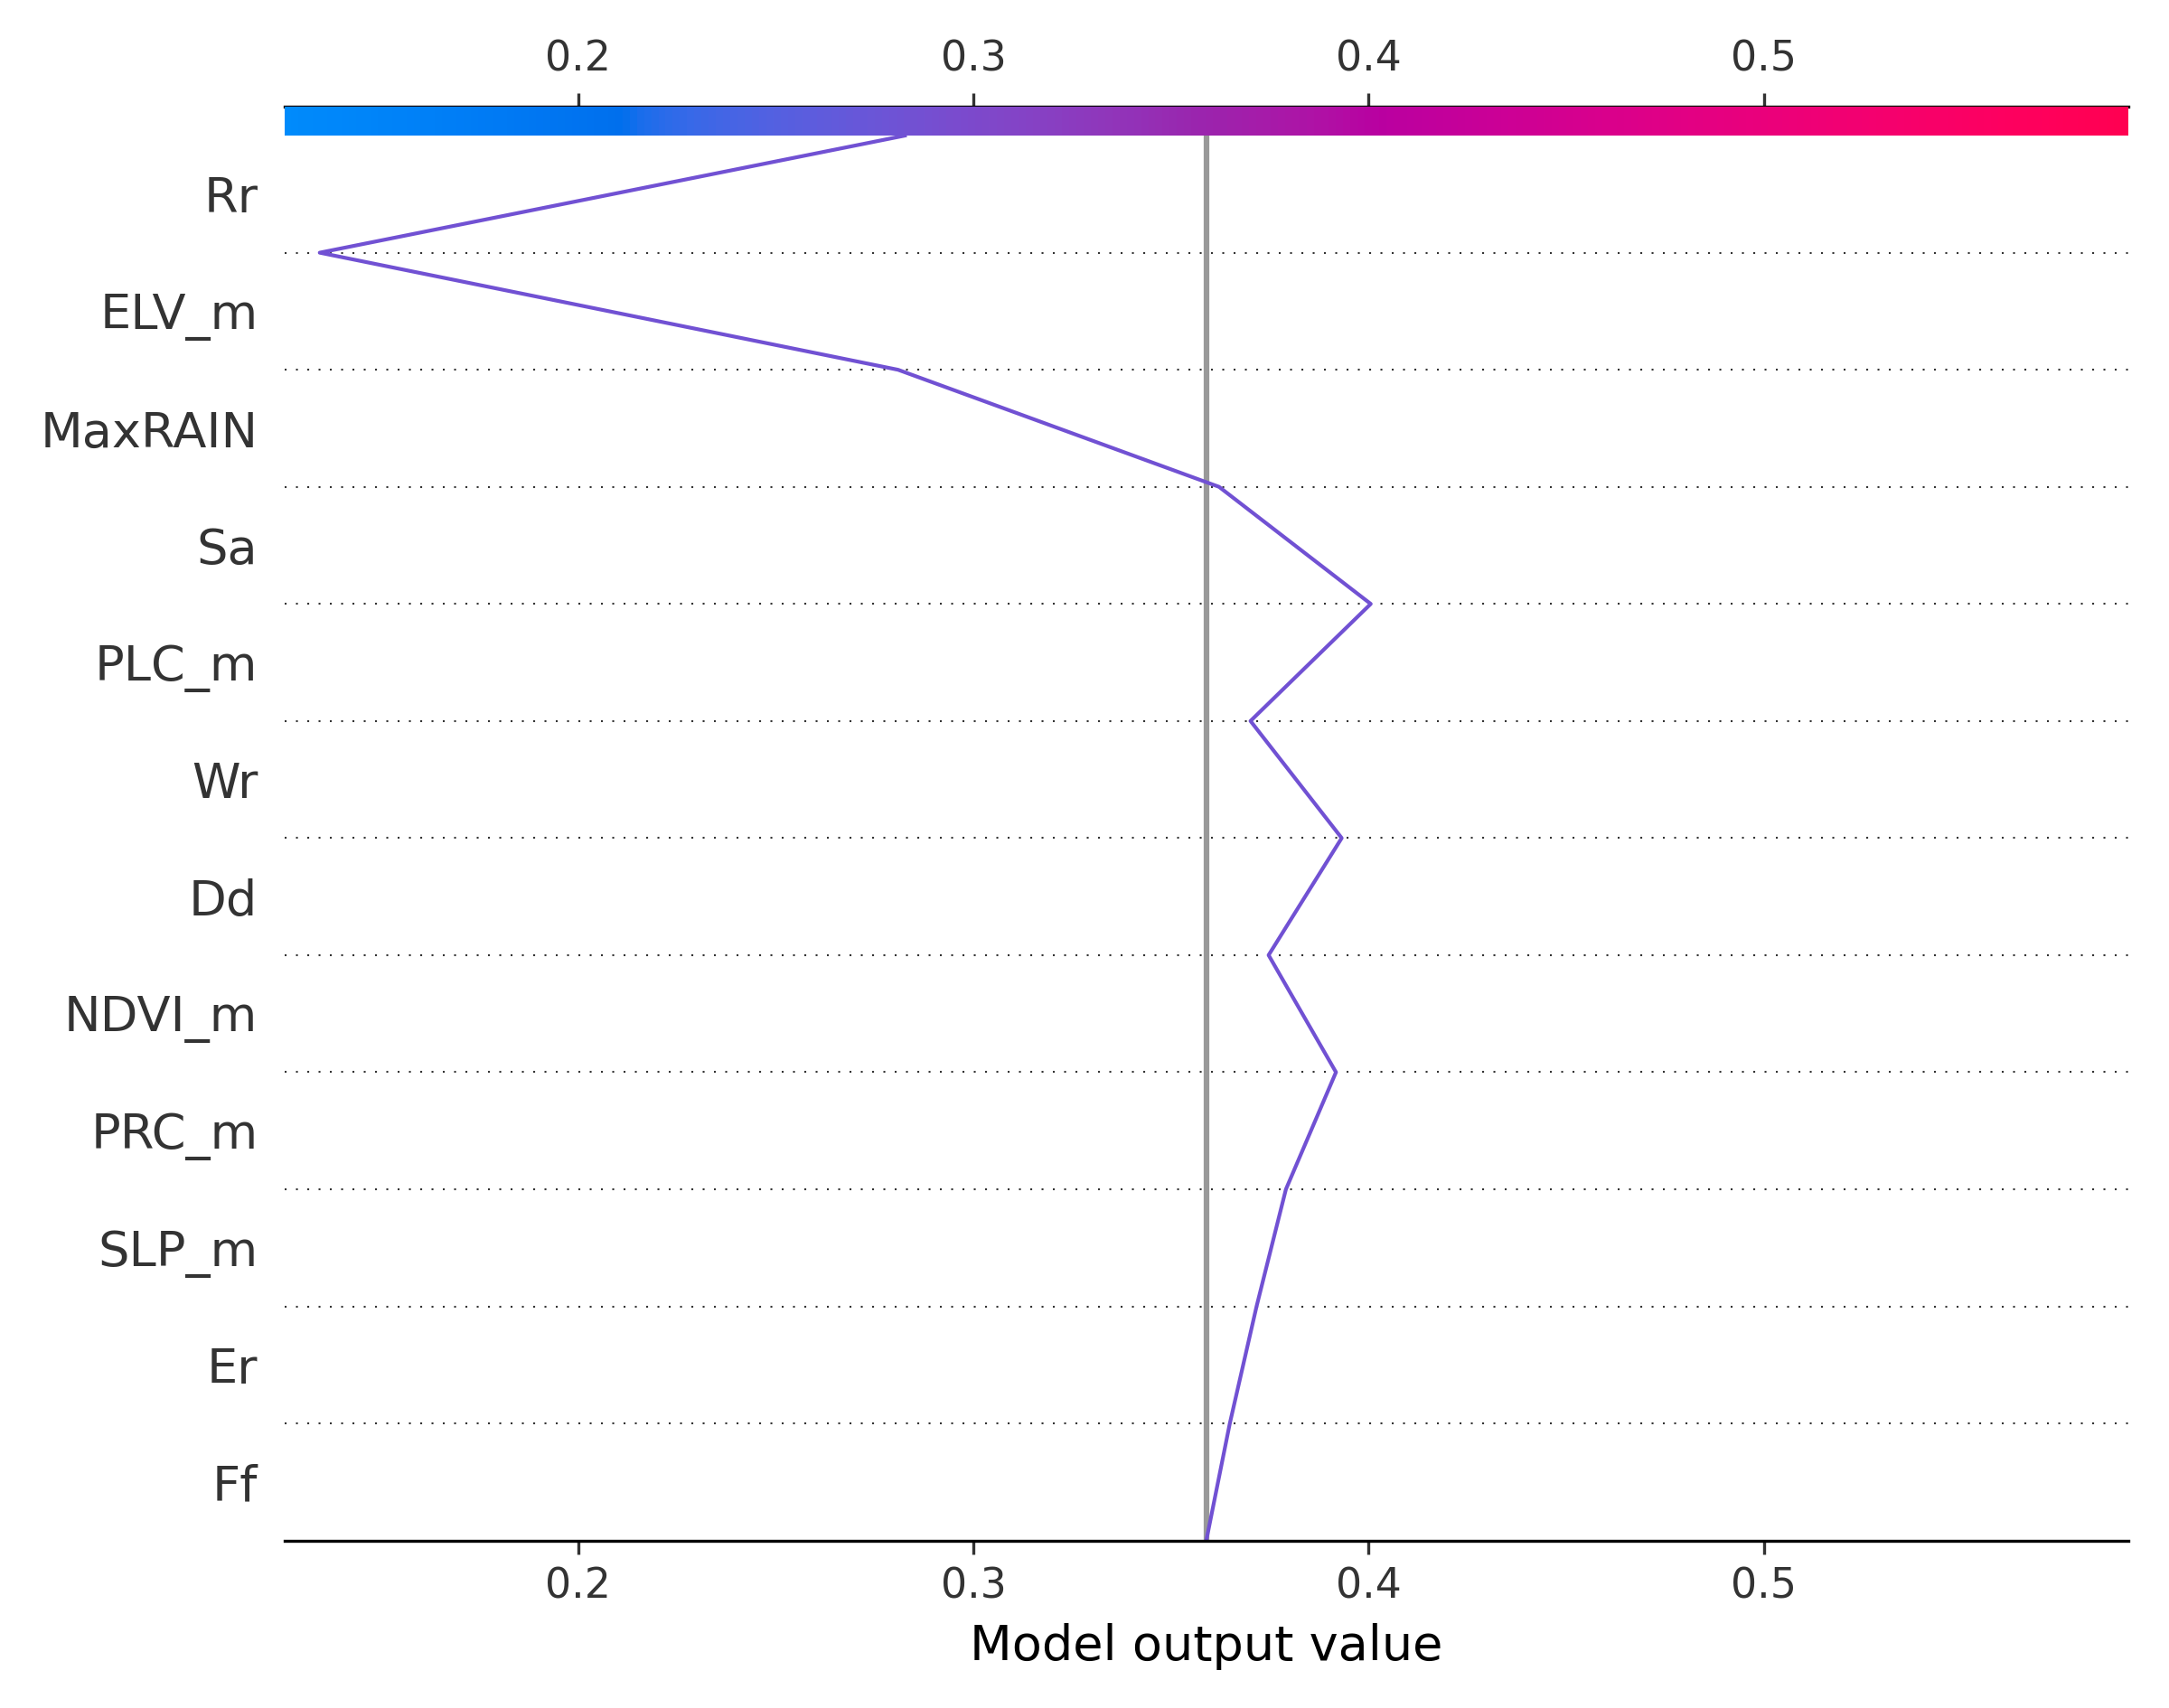 0.2 0.3 0.4 0.5
Rr
ELV_m
MaxRAIN
Sa
PLC_m
Wr
Dd
NDVI_m
PRC_m
SLP_m
Er
Ff
0.2 0.3 0.4 0.5
Model output value